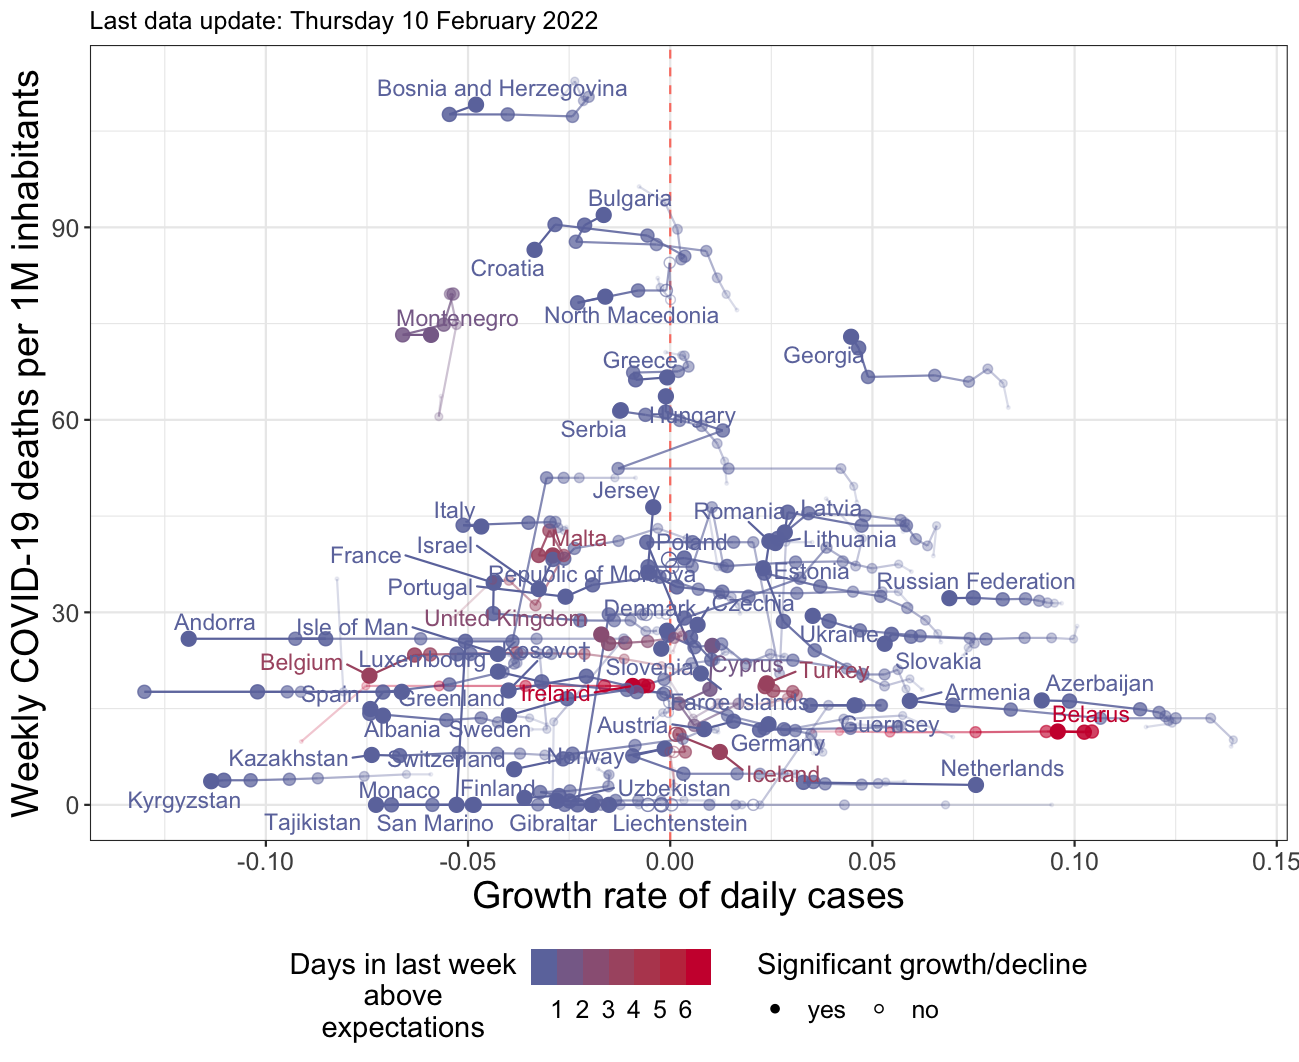 Last data update: Thursday 10 February 2022
Weekly COVID-19 deaths per 1M inhabitants
90
60
30
0
Bosnia and Herzegovina
Bulgaria
Croatia
North Macedonia
Montenegro
Greece
Georgia
Hungary
Serbia
Jersey
Italy
Romania
Latvia
Malta
Israel
Poland
Lithuania
France
Republic of Moldova
Estonia
Portugal
Russian Federation
United Kingdom
Denmark
Czechia
Andorra
Isle of Man
Ukraine
Belgium
Luxembourg
Kosovo†
Slovenia
Cyprus
Turkey
Slovakia
Spain
Greenland
Ireland
Faroe Islands
Armenia
Azerbaijan
Belarus
Albania
Sweden
Austria
Guernsey
Germany
Kazakhstan
Switzerland
Norway
Iceland
Netherlands
Kyrgyzstan
Monaco
Finland
Uzbekistan
Tajikistan
San Marino
Gibraltar
Liechtenstein
-0.10
-0.05
0.00
0.05
0.10
0.15
Growth rate of daily cases
Days in last week
above
expectations
1 2 3 4 5 6
Significant growth/decline
yes
no